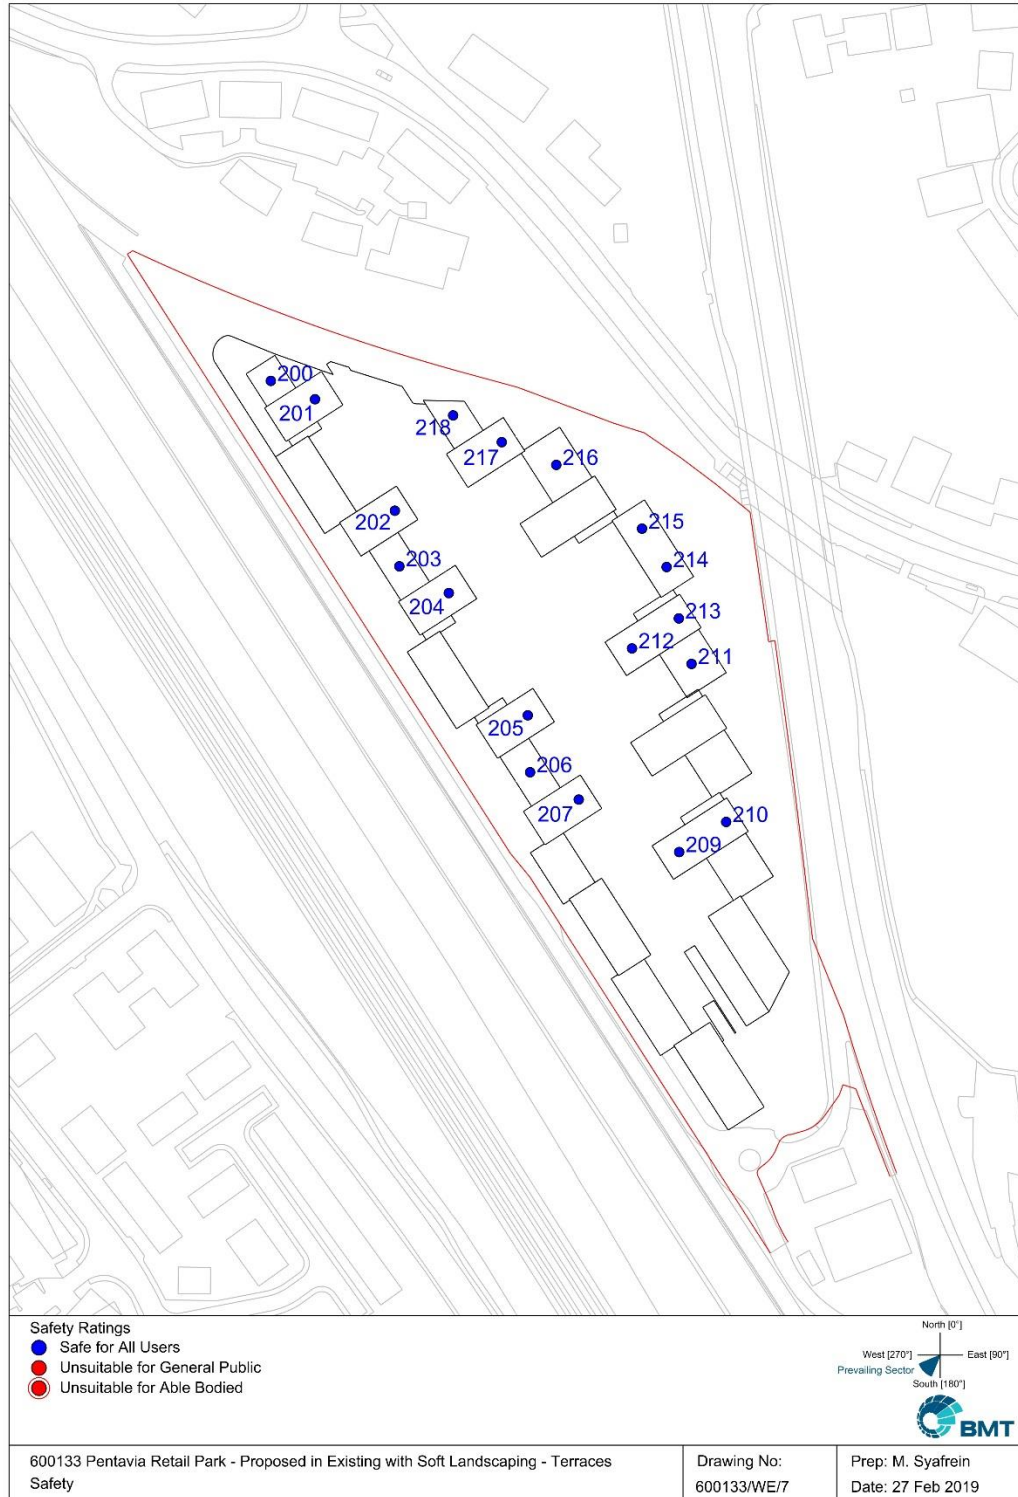 200
201
218
217
216
202
215
203
214
204
213
212
211
205
206
207
210
209
Safety Ratings
Safe for All Users
Unsuitable for General Public
Unsuitable for Able Bodied
North [0°]
West [270°]
East [90°]
Prevailing Sector
South [180°]
BMT
600133 Pentavia Retail Park - Proposed in Existing with Soft Landscaping - Terraces
Safety
Drawing No:
600133/WE/7
Prep: M. Syafrein
Date: 27 Feb 2019